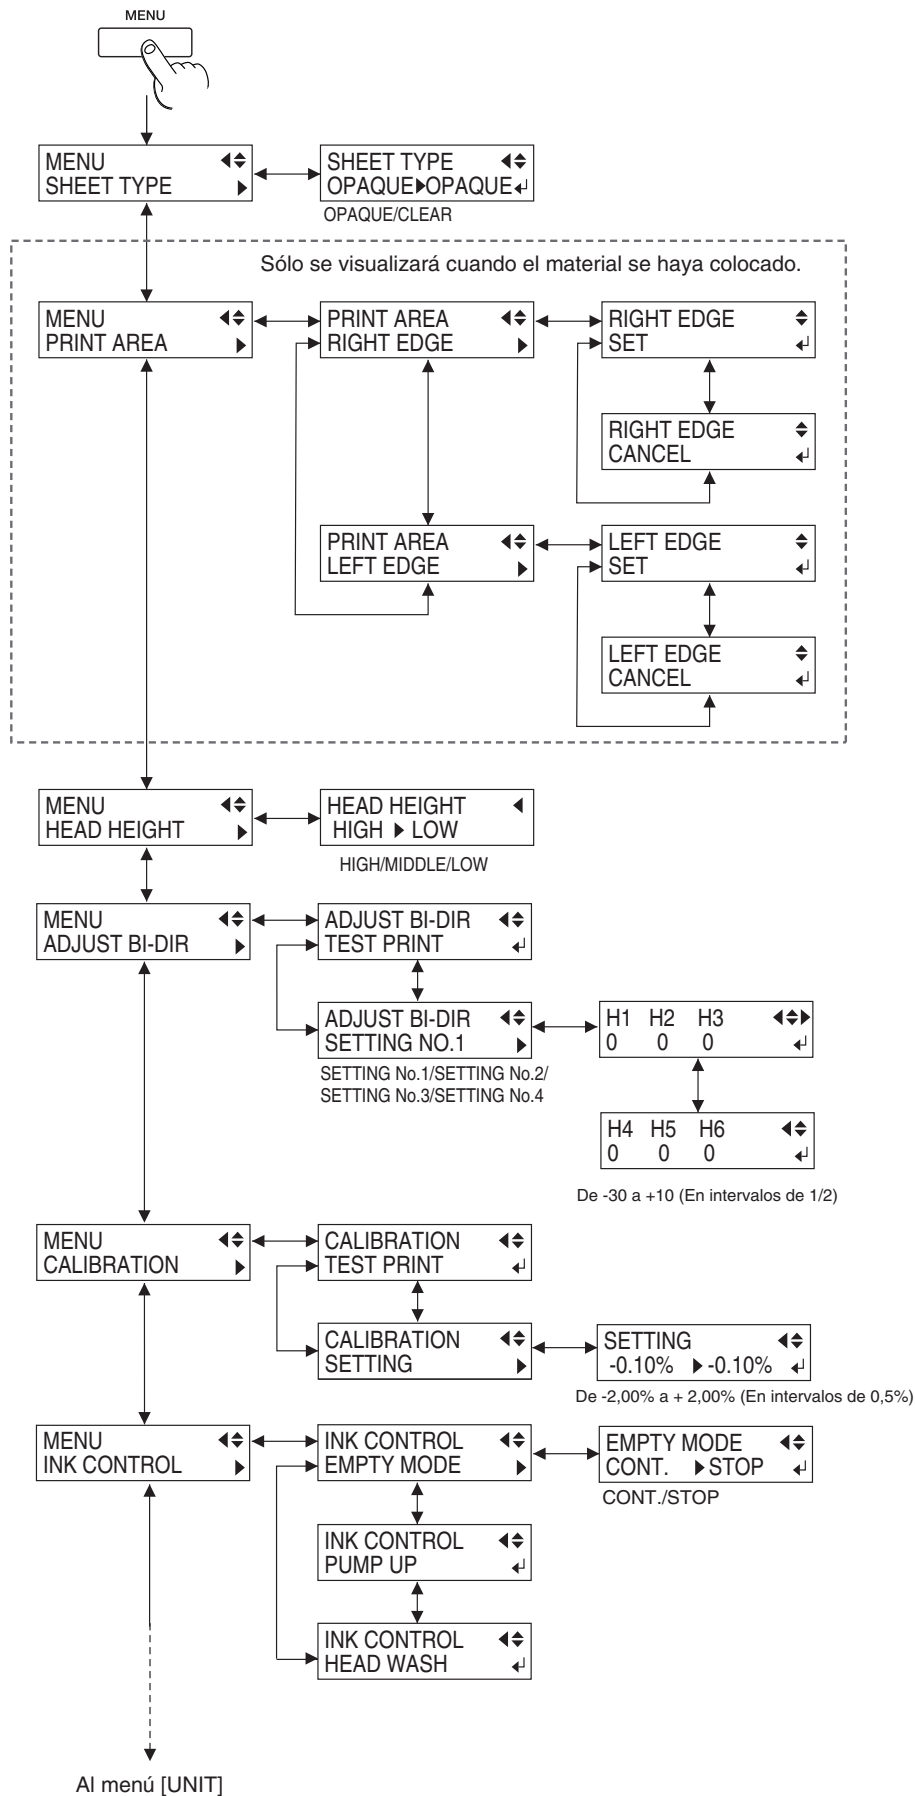 MENU
MENU
SHEET TYPE
SHEET TYPE
OPAQUE▶OPAQUE
OPAQUE/CLEAR
Sólo se visualizará cuando el material se haya colocado.
MENU
PRINT AREA
PRINT AREA
RIGHT EDGE
RIGHT EDGE
SET
RIGHT EDGE
CANCEL
PRINT AREA
LEFT EDGE
LEFT EDGE
SET
LEFT EDGE
CANCEL
MENU
HEAD HEIGHT
HEAD HEIGHT
HIGH ▶ LOW
HIGH/MIDDLE/LOW
MENU
ADJUST BI-DIR
ADJUST BI-DIR
TEST PRINT
ADJUST BI-DIR
SETTING NO.1
SETTING No.1/SETTING No.2/
SETTING No.3/SETTING No.4
H1 H2 H3
0 0 0
H4 H5 H6
0 0 0
De -30 a +10 (En intervalos de 1/2)
MENU
CALIBRATION
CALIBRATION
TEST PRINT
CALIBRATION
SETTING
SETTING
-0.10% ▶-0.10%
De -2,00% a + 2,00% (En intervalos de 0,5%)
MENU
INK CONTROL
INK CONTROL
EMPTY MODE
EMPTY MODE
CONT. ▶STOP
CONT./STOP
INK CONTROL
PUMP UP
INK CONTROL
HEAD WASH
Al menú [UNIT]